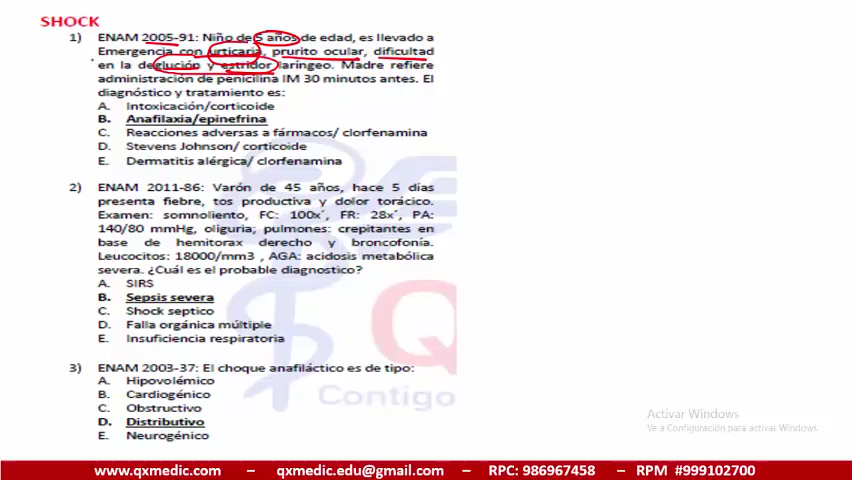 SHOCK
1) ENAM 2005-91: Niño de 5 años de edad, es llevado a
Emergencia con urticaria, prurito ocular, dificultad
en la deglución y estridor laríngeo. Madre refiere
administración de penicilina IM 30 minutos antes. El
diagnóstico y tratamiento es:
A. Intoxicación/corticoide
B. Anafilaxia/epinefrina
C. Reacciones adversas a fármacos/ clorfenamina
D. Stevens Johnson/ corticoide
E. Dermatitis alérgica/ clorfenamina
2) ENAM 2011-86: Varón de 45 años, hace 5 días
presenta fiebre, tos productiva y dolor torácico.
Examen: somnoliento, FC: 100x´, FR: 28x´, PA:
140/80 mmHg, oliguria; pulmones: crepitantes en
base de hemitorax derecho y broncofonía.
Leucocitos: 18000/mm3 , AGA: acidosis metabólica
severa. ¿Cuál es el probable diagnostico?
A. SIRS
B. Sepsis severa
C. Shock septico
D. Falla orgánica múltiple
E. Insuficiencia respiratoria
3) ENAM 2003-37: El choque anafiláctico es de tipo:
A. Hipovolémico
B. Cardiogénico
C. Obstructivo
D. Distributivo
E. Neurogénico
Q
Contigo
Activar Windows
Ve a Configuración para activar Windows.
www.qxmedic.com – qxmedic.edu@gmail.com – RPC: 986967458 – RPM #999102700